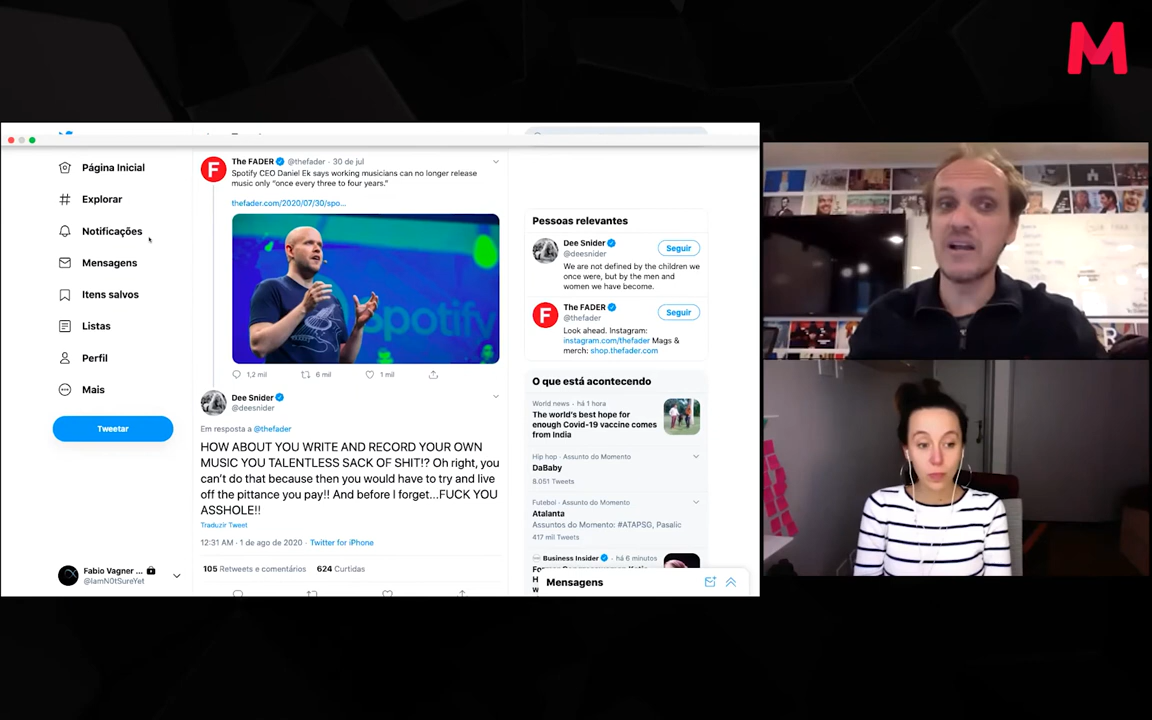 M
Página Inicial
Explorar
Notificações
Mensagens
Itens salvos
Listas
Perfil
Mais
Tweetar
Fabio Vagner ...
@IamN0tSureYet
F
The FADER @thefader · 30 de jul
Spotify CEO Daniel Ek says working musicians can no longer release
music only "once every three to four years."
thefader.com/2020/07/30/spo...
spotify
1,2 mil 6 mil 1 mil
Dee Snider
@deesnider
Em resposta a @thefader
HOW ABOUT YOU WRITE AND RECORD YOUR OWN
MUSIC YOU TALENTLESS SACK OF SHIT!? Oh right, you
can't do that because then you would have to try and live
off the pittance you pay!! And before I forget...FUCK YOU
ASSHOLE!!
Traduzir Tweet
12:31 AM · 1 de ago de 2020 · Twitter for iPhone
105 Retweets e comentários 624 Curtidas
Pessoas relevantes
Dee Snider
@deesnider
Seguir
We are not defined by the children we
once were, but by the men and
women we have become.
F
The FADER
@thefader
Seguir
Look ahead. Instagram:
instagram.com/thefader Mags &
merch: shop.thefader.com
O que está acontecendo
World news · há 1 hora
The world's best hope for
enough Covid-19 vaccine comes
from India
Hip hop · Assunto do Momento
DaBaby
8.051 Tweets
Futebol · Assunto do Momento
Atalanta
Assuntos do Momento: #ATAPSG, Pasalic
417 mil Tweets
Business Insider · há 6 minutos
Mensagens
R